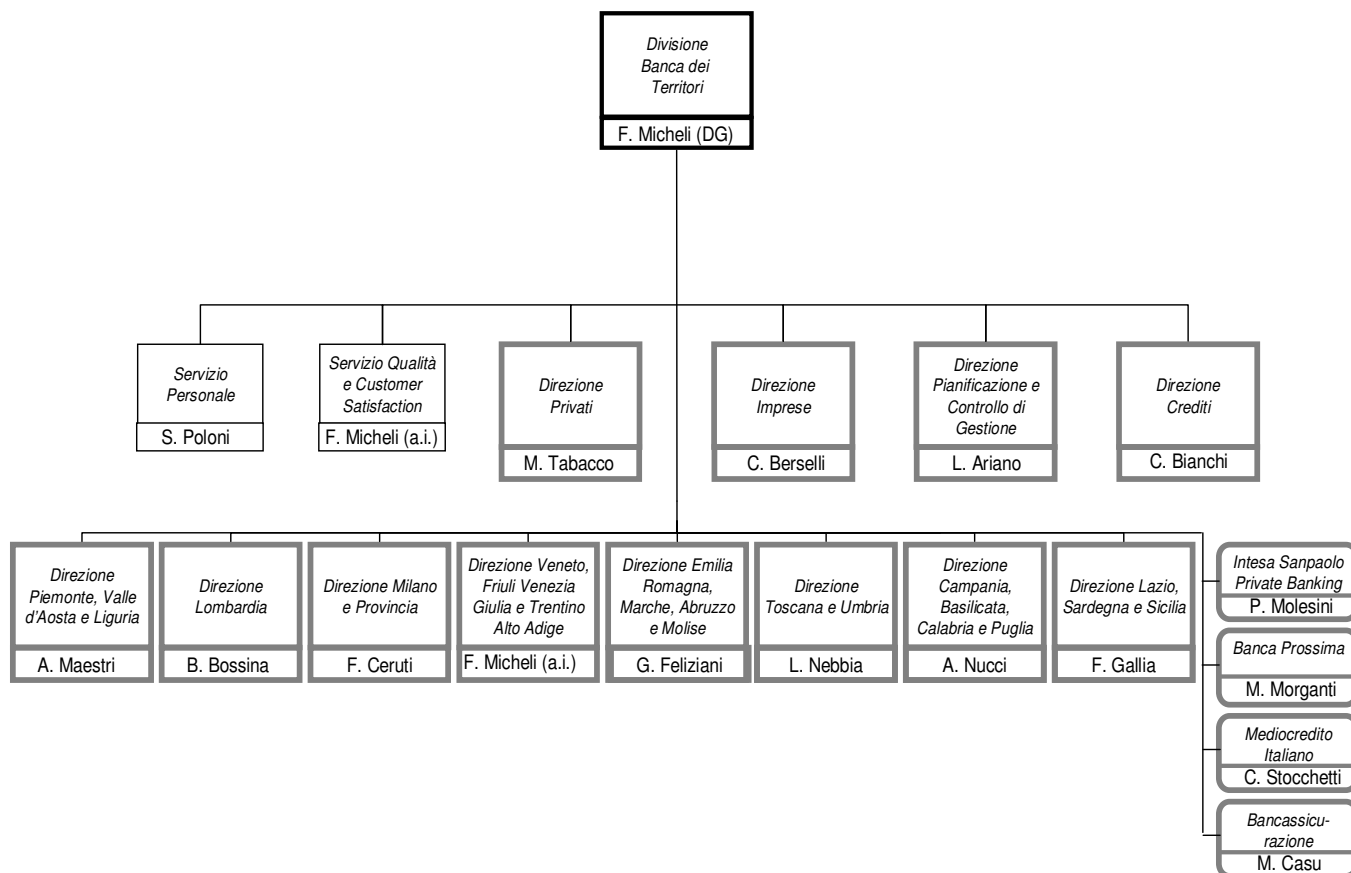 Divisione
Banca dei
Territori
F. Micheli (DG)
Servizio
Personale
S. Poloni
Servizio Qualità
e Customer
Satisfaction
F. Micheli (a.i.)
Direzione
Privati
M. Tabacco
Direzione
Imprese
C. Berselli
Direzione
Pianificazione e
Controllo di
Gestione
L. Ariano
Direzione
Crediti
C. Bianchi
Direzione
Piemonte, Valle
d'Aosta e Liguria
A. Maestri
Direzione
Lombardia
B. Bossina
Direzione Milano
e Provincia
F. Ceruti
Direzione Veneto,
Friuli Venezia
Giulia e Trentino
Alto Adige
F. Micheli (a.i.)
Direzione Emilia
Romagna,
Marche, Abruzzo
e Molise
G. Feliziani
Direzione
Toscana e Umbria
L. Nebbia
Direzione
Campania,
Basilicata,
Calabria e Puglia
A. Nucci
Direzione Lazio,
Sardegna e Sicilia
F. Gallia
Intesa Sanpaolo
Private Banking
P. Molesini
Banca Prossima
M. Morganti
Mediocredito
Italiano
C. Stocchetti
Bancassicu-
razione
M. Casu